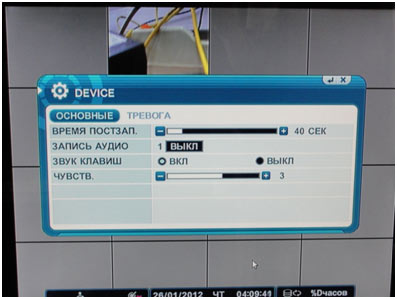 DEVICE
ОСНОВНЫЕ ТРЕВОГА
ВРЕМЯ ПОСТЗАП. 40 СЕК
ЗАПИСЬ АУДИО 1 ВЫКЛ
ЗВУК КЛАВИШ ВКЛ ВЫКЛ
ЧУВСТВ. 3
26/01/2012 ЧТ 04:09:41 %Dчасов